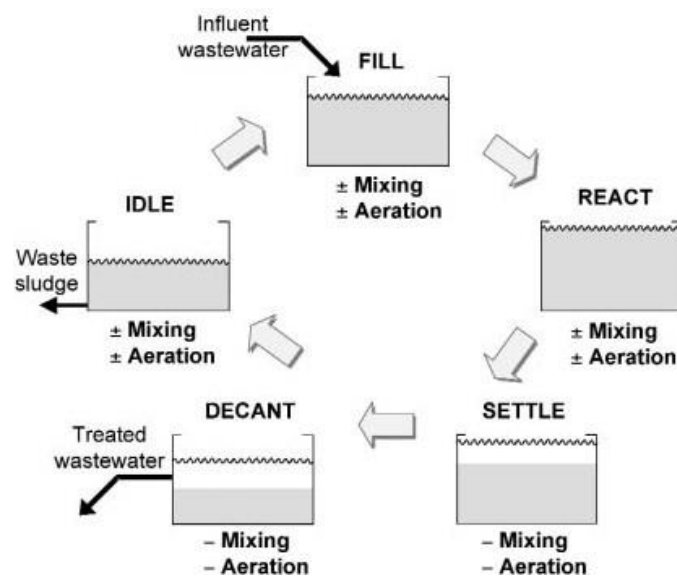 Influent
wastewater
FILL
± Mixing
± Aeration
REACT
± Mixing
± Aeration
SETTLE
– Mixing
– Aeration
DECANT
Treated
wastewater
– Mixing
– Aeration
IDLE
Waste
sludge
± Mixing
± Aeration